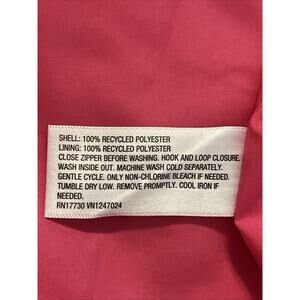 SHELL: 100% RECYCLED POLYESTER
LINING: 100% RECYCLED POLYESTER
CLOSE ZIPPER BEFORE WASHING. HOOK AND LOOP CLOSURE.
WASH INSIDE OUT. MACHINE WASH COLD SEPARATELY.
GENTLE CYCLE. ONLY NON-CHLORINE BLEACH IF NEEDED.
TUMBLE DRY LOW. REMOVE PROMPTLY. COOL IRON IF
NEEDED.
RN17730 VN1247024